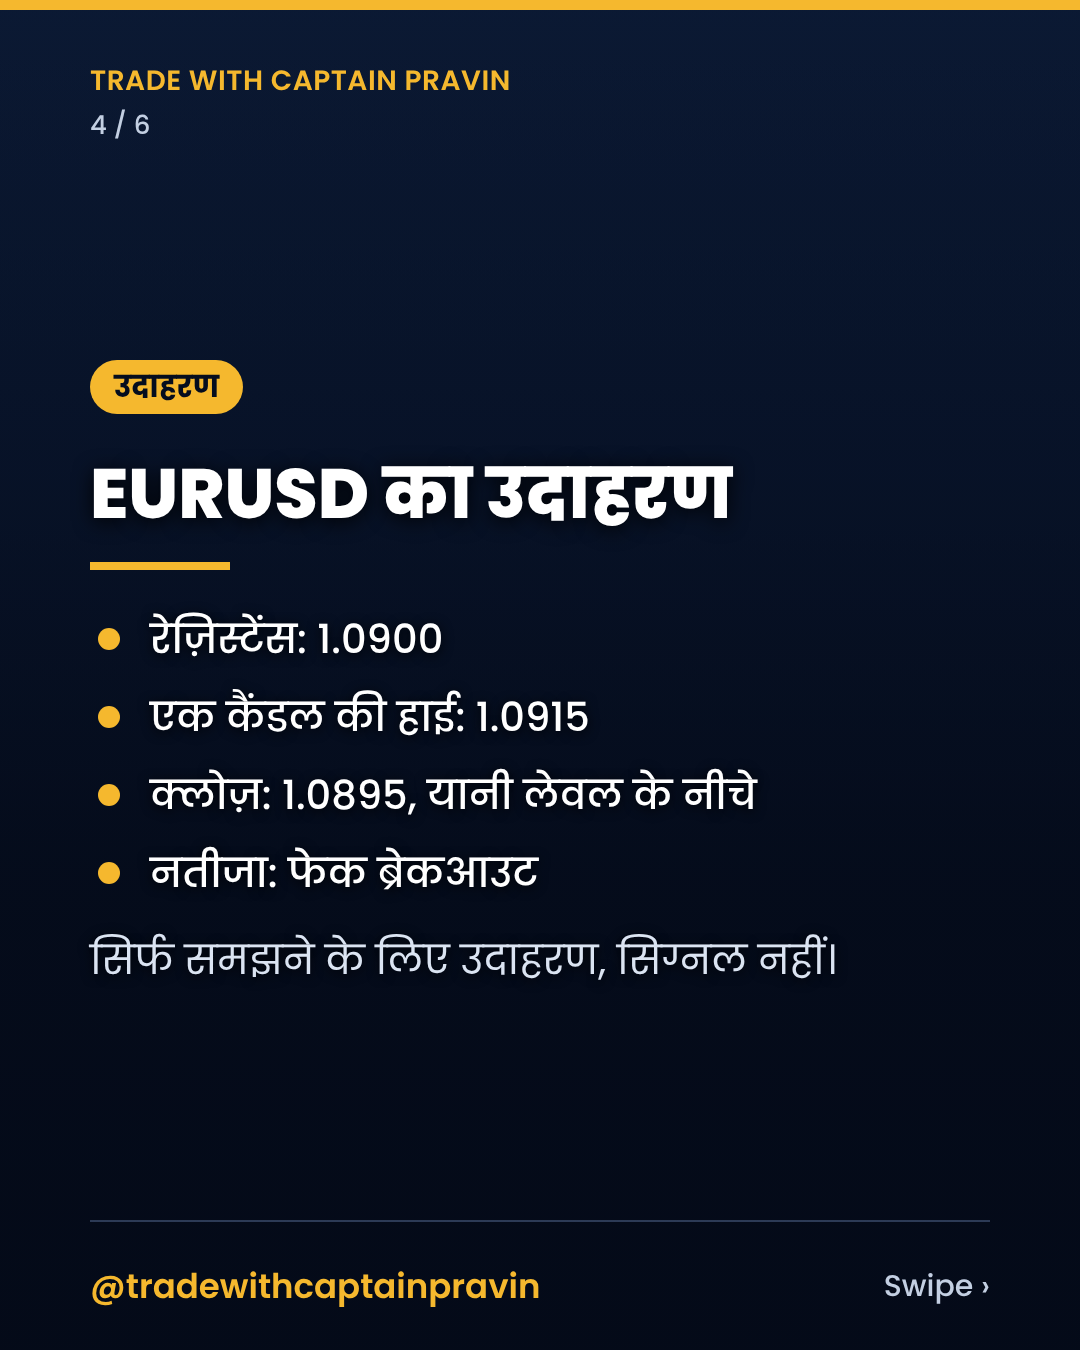 TRADE WITH CAPTAIN PRAVIN
4 / 6
उदाहरण
EURUSD का उदाहरण
रेज़िस्टेंस: 1.0900
एक कैंडल की हाई: 1.0915
क्लोज़: 1.0895, यानी लेवल के नीचे
नतीजा: फेक ब्रेकआउट
सिर्फ समझने के लिए उदाहरण, सिग्नल नहीं।
@tradewithcaptainpravin
Swipe ›